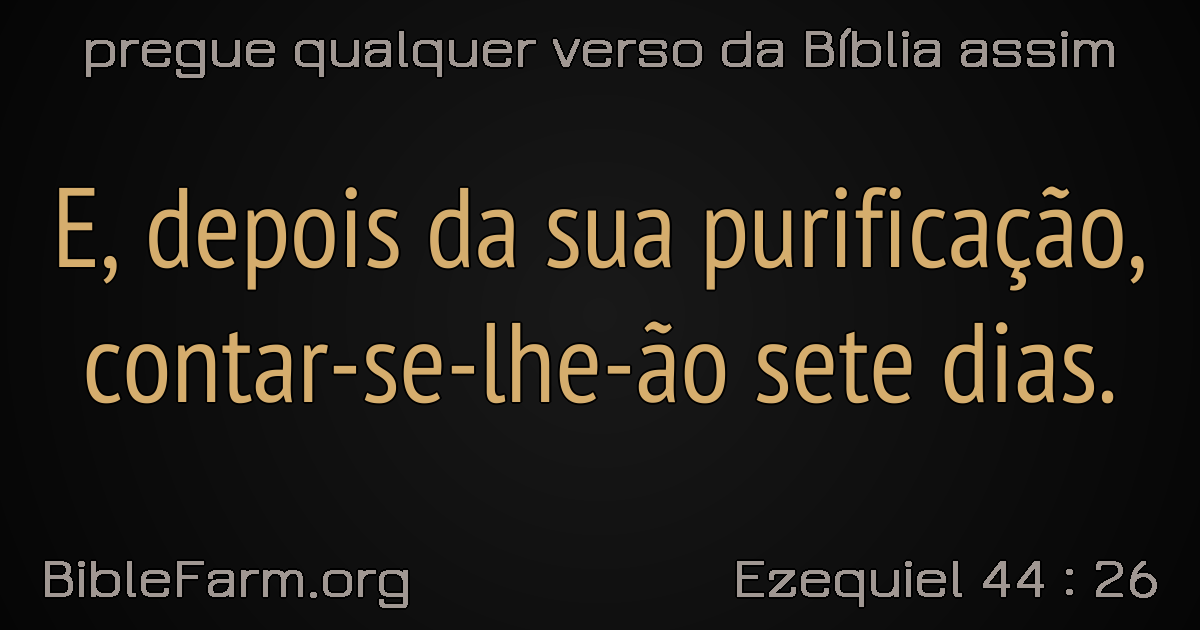 pregue qualquer verso da Bíblia assim
E, depois da sua purificação,
contar-se-lhe-ão sete dias.
BibleFarm.org
Ezequiel 44 : 26